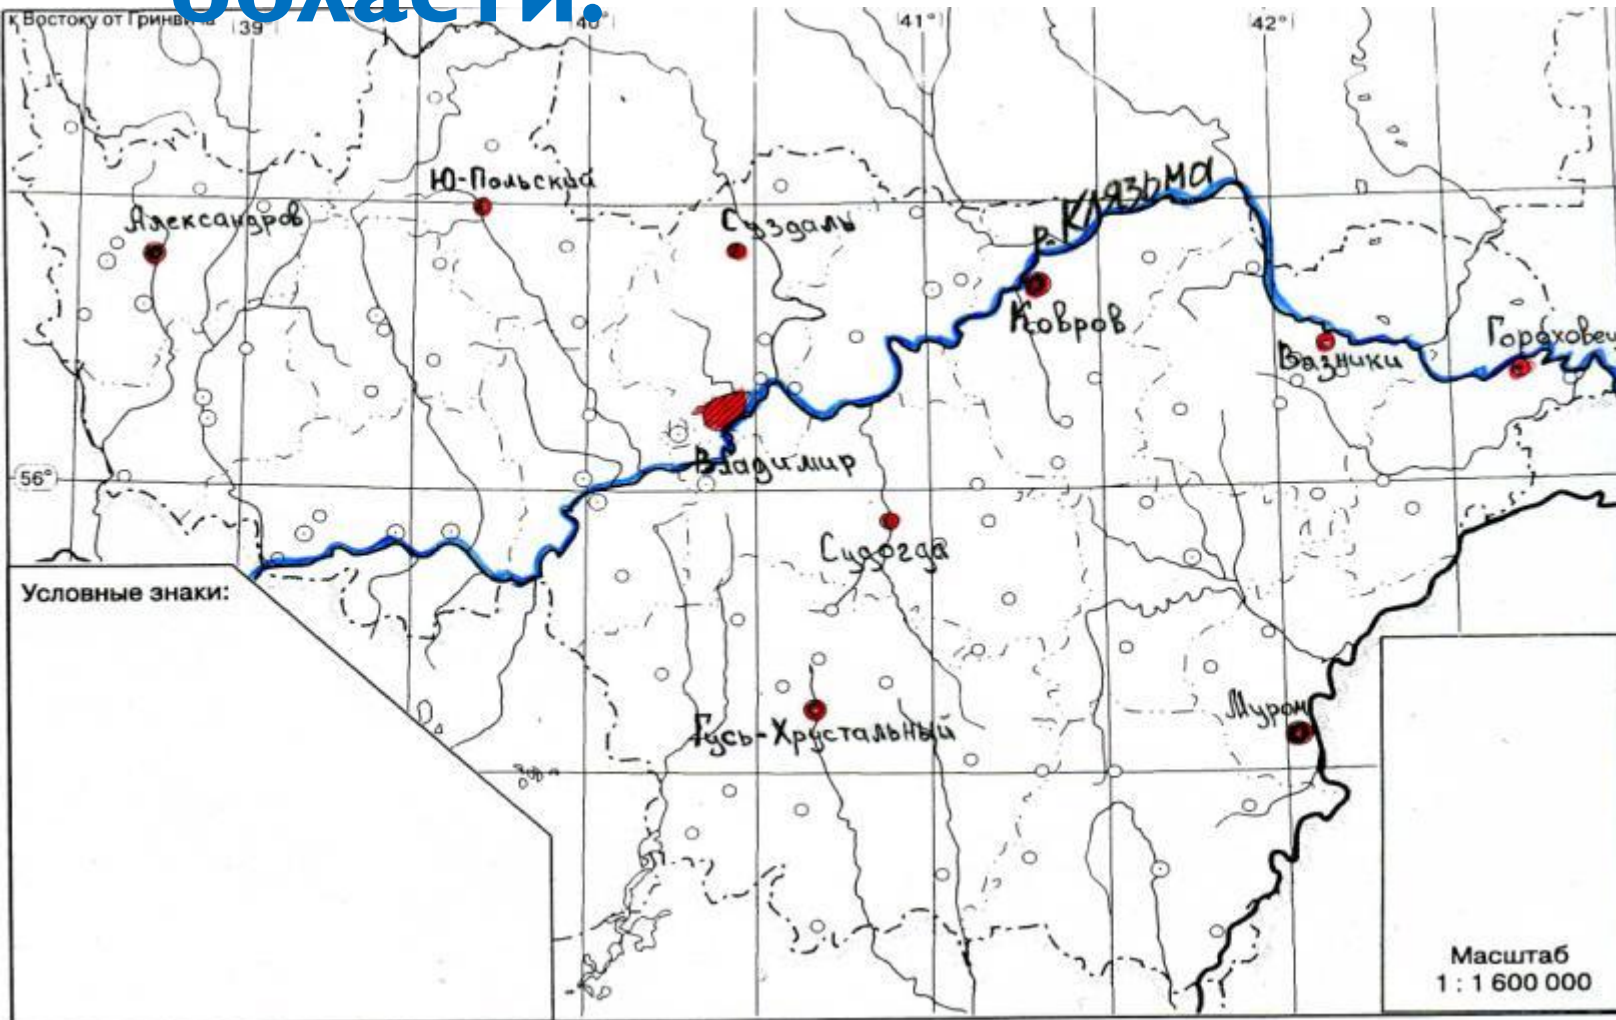 области.
к Востоку от Гринвича
39°
40°
41°
42°
Ю-Польский
Александров
Суздаль
р. Клязьма
Ковров
Вязники
Гороховец
Владимир
56°
Судогда
Условные знаки:
Гусь-Хрустальный
Муром
Масштаб
1 : 1 600 000